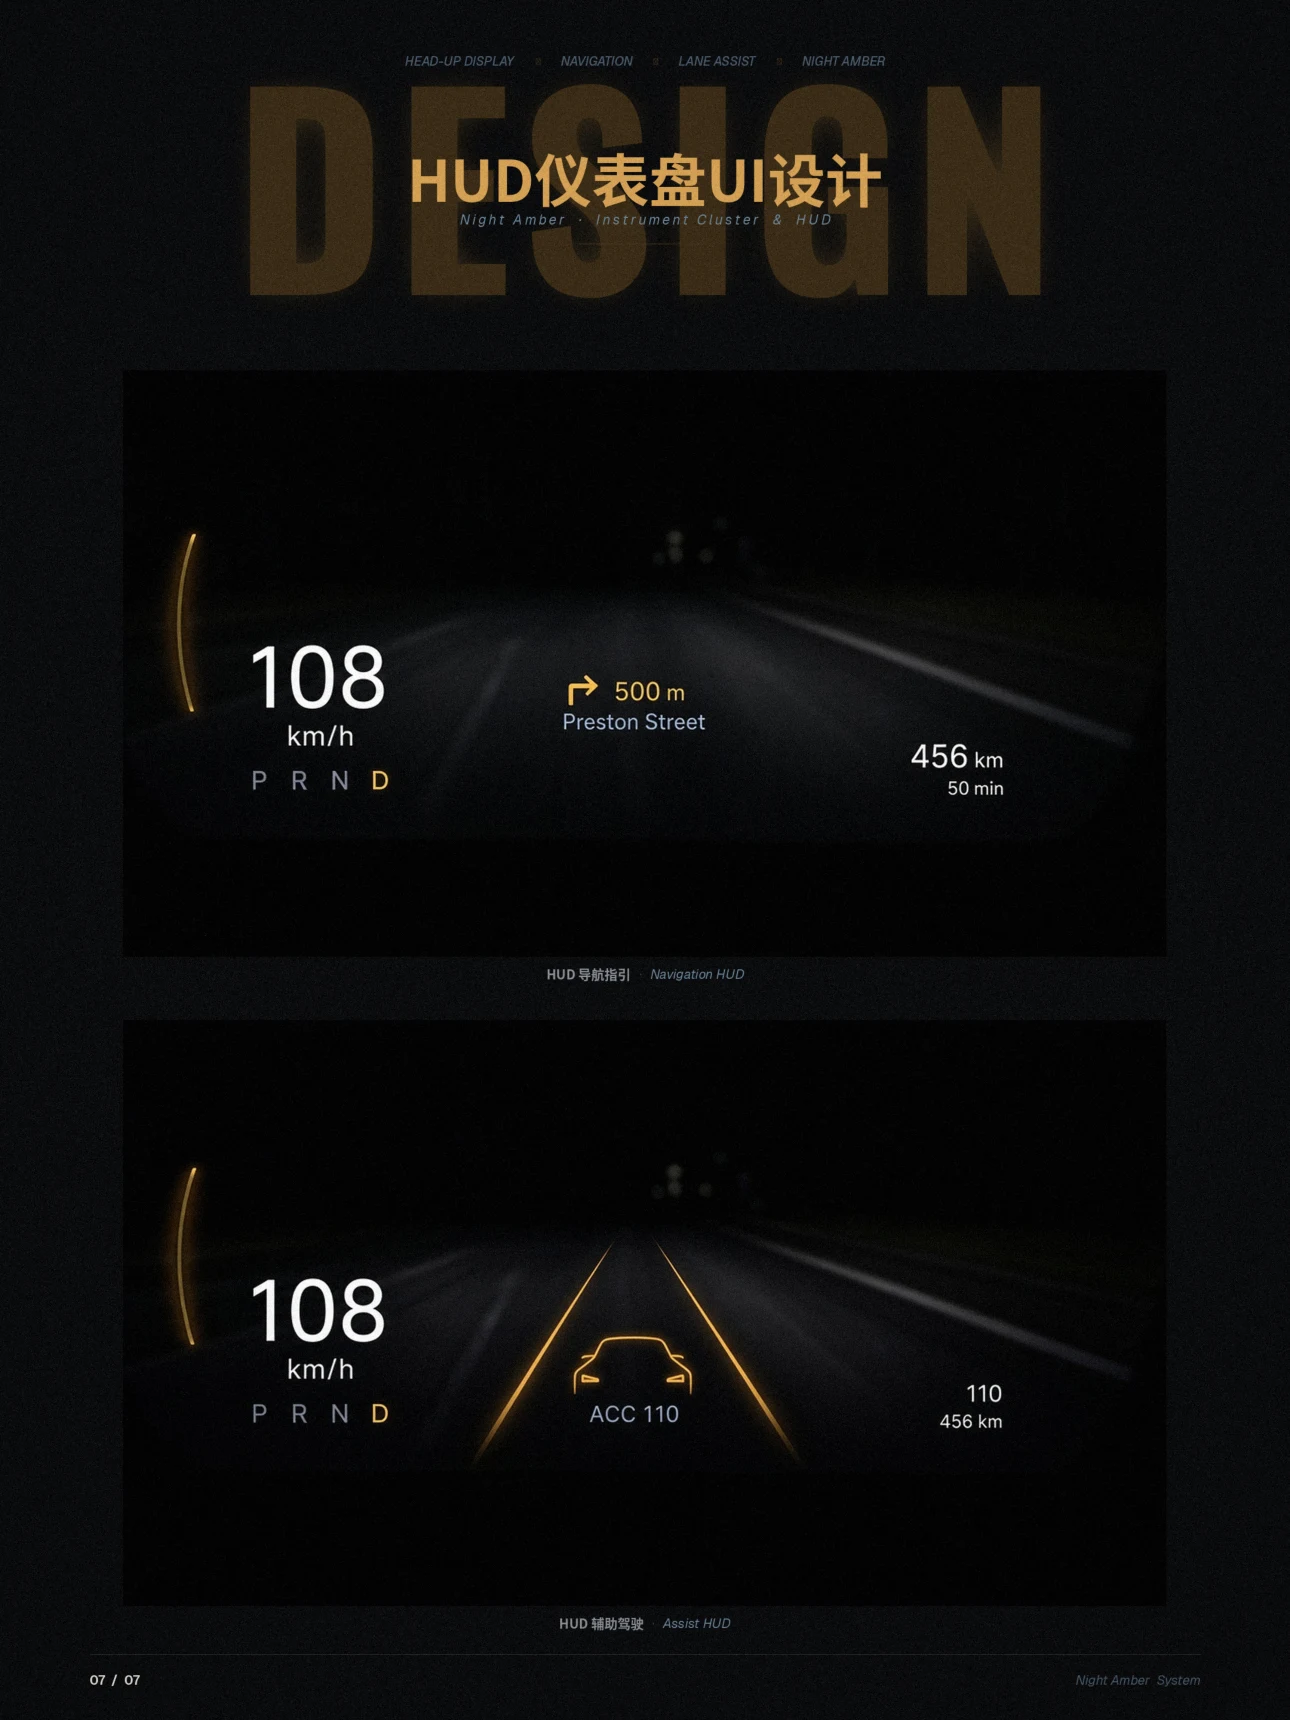 HEAD-UP DISPLAY NAVIGATION LANE ASSIST NIGHT AMBER
DESIGN
HUD仪表盘UI设计
Night Amber · Instrument Cluster & HUD
108
km/h
P R N D
500 m
Preston Street
456 km
50 min
HUD 导航指引 · Navigation HUD
108
km/h
P R N D
ACC 110
110
456 km
HUD 辅助驾驶 · Assist HUD
07 / 07
Night Amber System